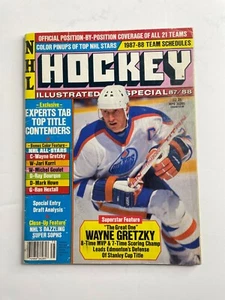 OFFICIAL POSITION-BY-POSITION COVERAGE OF ALL 21 TEAMS
COLOR PINUPS OF TOP NHL STARS
1987-88 TEAM SCHEDULES
NHL
HOCKEY
ILLUSTRATED SPECIAL 87/88
Exclusive
EXPERTS TAB
TOP TITLE
CONTENDERS
Bonus Color Feature
NHL ALL-STARS
C-Wayne Gretzky
W-Jari Kurri
W-Michel Goulet
D-Ray Bourque
D-Mark Howe
G-Ron Hextall
Special Entry
Draft Analysis
Close-Up Feature
NHL'S DAZZLING
SUPER SOPHS
Superstar Feature
"The Great One"
WAYNE GRETZKY
8-Time MVP & 7-Time Scoring Champ
Leads Edmonton's Defense
Of Stanley Cup Title